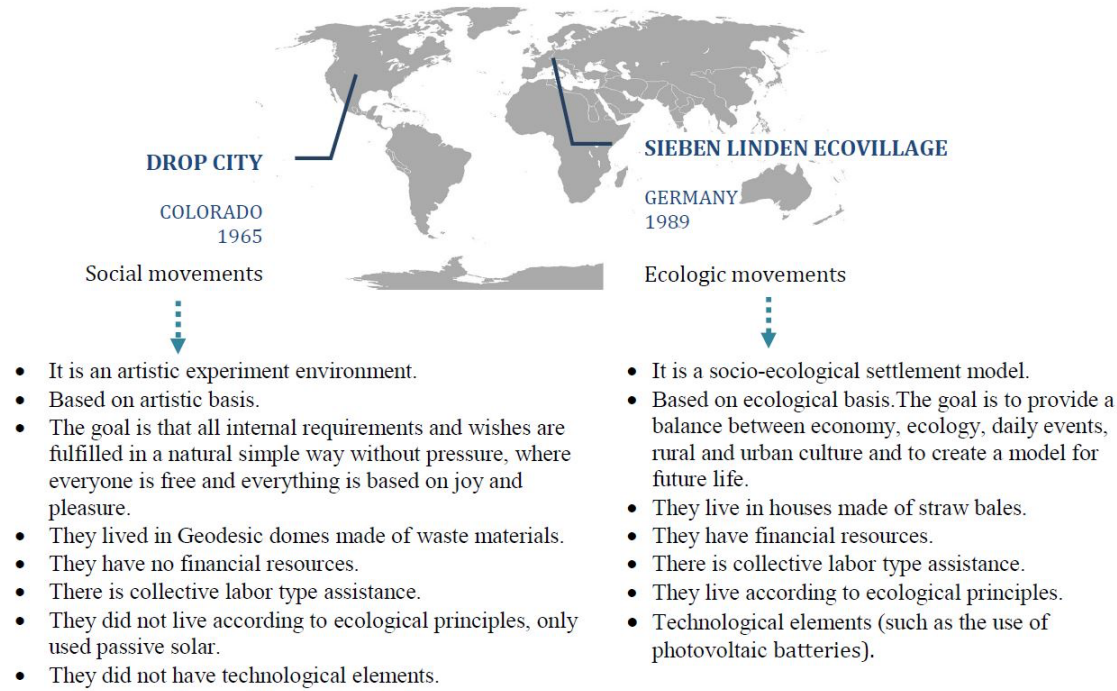 DROP CITY
COLORADO
1965
Social movements
• It is an artistic experiment environment.
• Based on artistic basis.
• The goal is that all internal requirements and wishes are
fulfilled in a natural simple way without pressure, where
everyone is free and everything is based on joy and
pleasure.
• They lived in Geodesic domes made of waste materials.
• They have no financial resources.
• There is collective labor type assistance.
• They did not live according to ecological principles, only
used passive solar.
• They did not have technological elements.
SIEBEN LINDEN ECOVILLAGE
GERMANY
1989
Ecologic movements
• It is a socio-ecological settlement model.
• Based on ecological basis.The goal is to provide a
balance between economy, ecology, daily events,
rural and urban culture and to create a model for
future life.
• They live in houses made of straw bales.
• They have financial resources.
• There is collective labor type assistance.
• They live according to ecological principles.
• Technological elements (such as the use of
photovoltaic batteries).